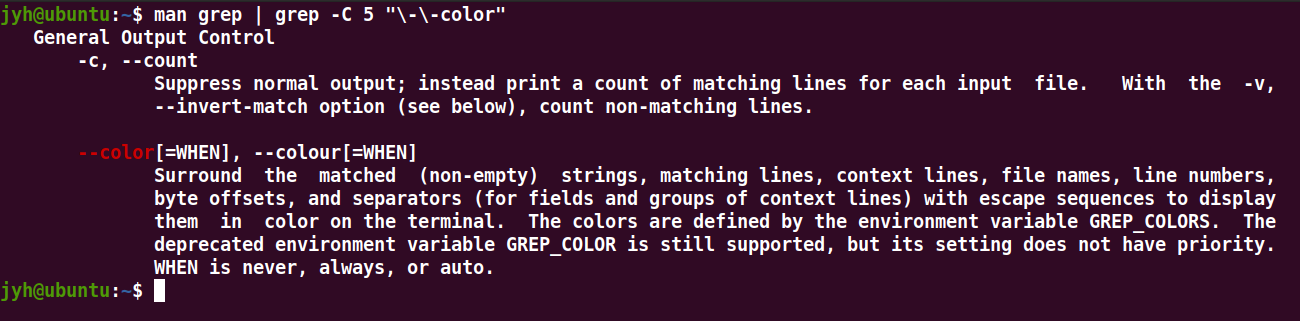 jyh@ubuntu:~$ man grep | grep -C 5 "\-\-color"
   General Output Control
       -c, --count
              Suppress normal output; instead print a count of matching lines for each input  file.   With  the  -v,
              --invert-match option (see below), count non-matching lines.

       --color[=WHEN], --colour[=WHEN]
              Surround  the  matched  (non-empty)  strings, matching lines, context lines, file names, line numbers,
              byte offsets, and separators (for fields and groups of context lines) with escape sequences to display
              them  in  color on the terminal.  The colors are defined by the environment variable GREP_COLORS.  The
              deprecated environment variable GREP_COLOR is still supported, but its setting does not have priority.
              WHEN is never, always, or auto.
jyh@ubuntu:~$